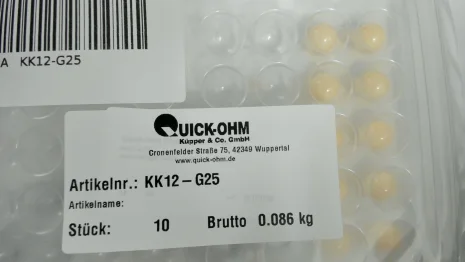 A KK12-G25
QUICK-OHM
Küpper & Co. GmbH
Cronenfelder Straße 75, 42349 Wuppertal
www.quick-ohm.de
Artikelnr.: KK12-G25
Artikelname:
Stück: 10 Brutto 0.086 kg